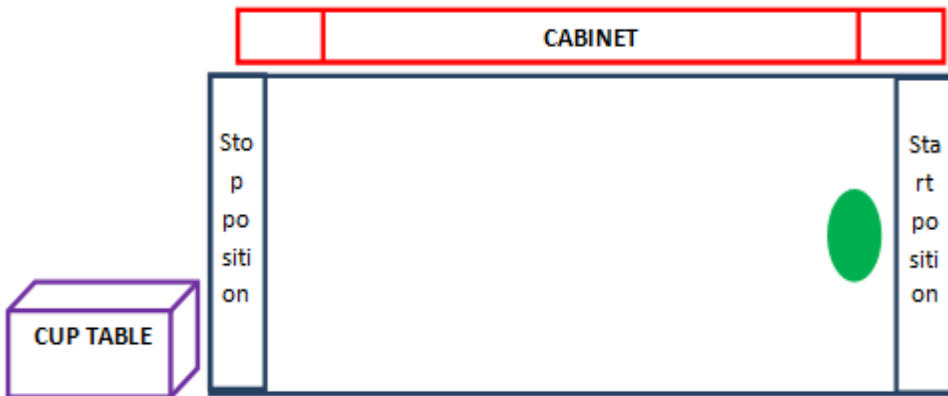 CABINET
Sto
p
po
siti
on
Sta
rt
po
siti
on
CUP TABLE